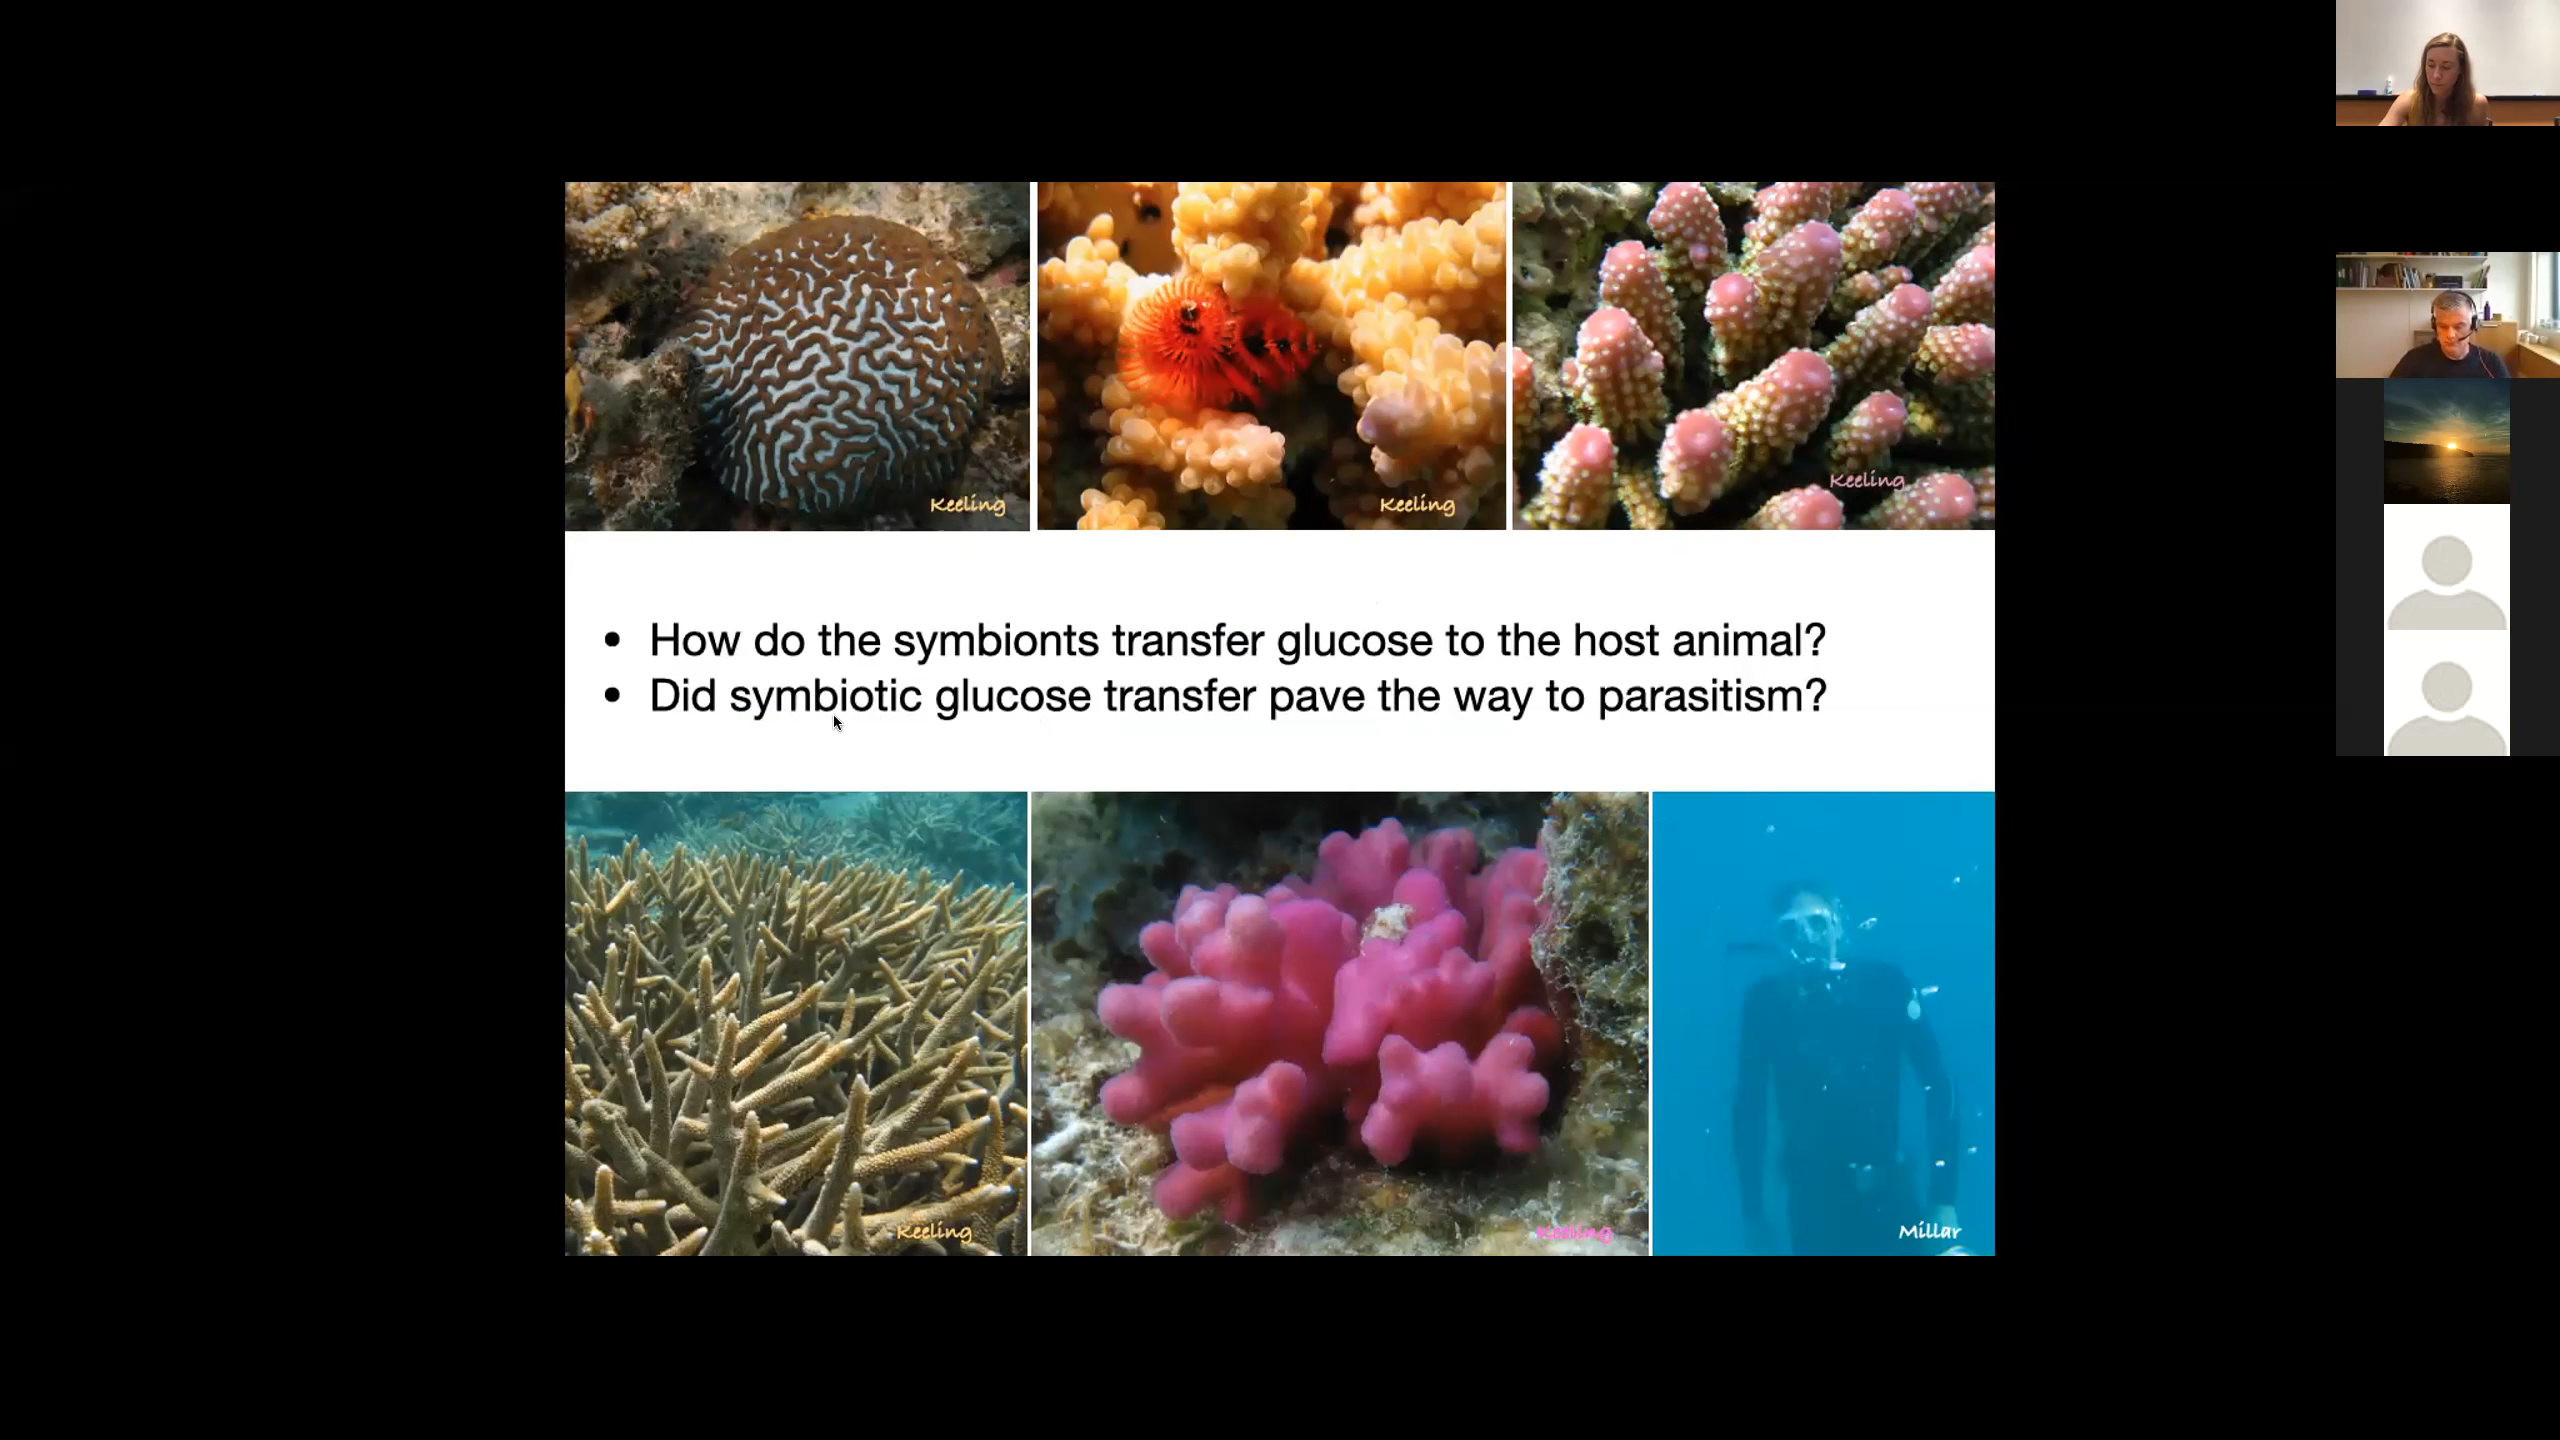 Keeling
Keeling
Keeling
• How do the symbionts transfer glucose to the host animal?
• Did symbiotic glucose transfer pave the way to parasitism?
Keeling
Keeling
Millar